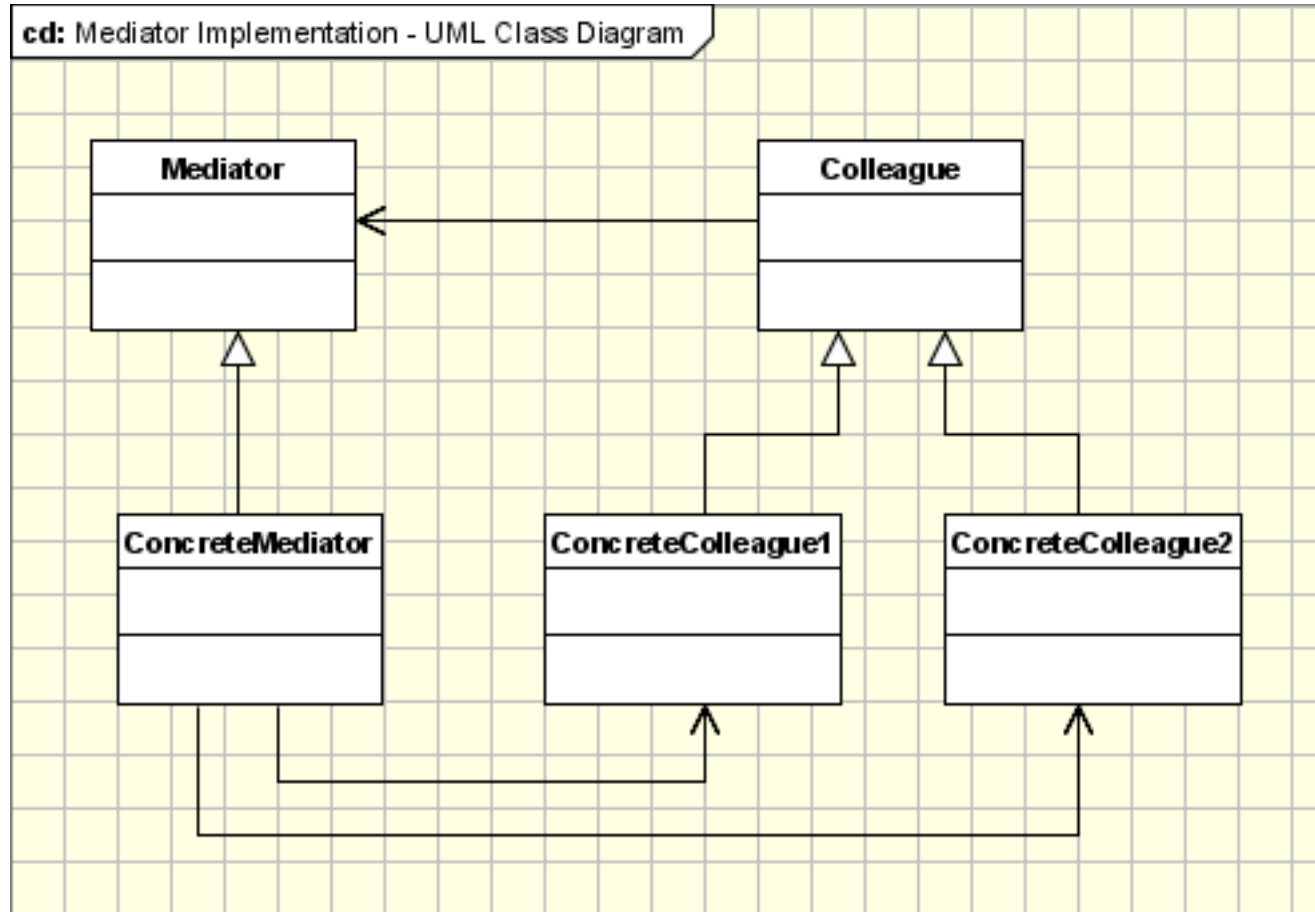 cd: Mediator Implementation - UML Class Diagram
Mediator
Colleague
ConcreteMediator
ConcreteColleague1
ConcreteColleague2